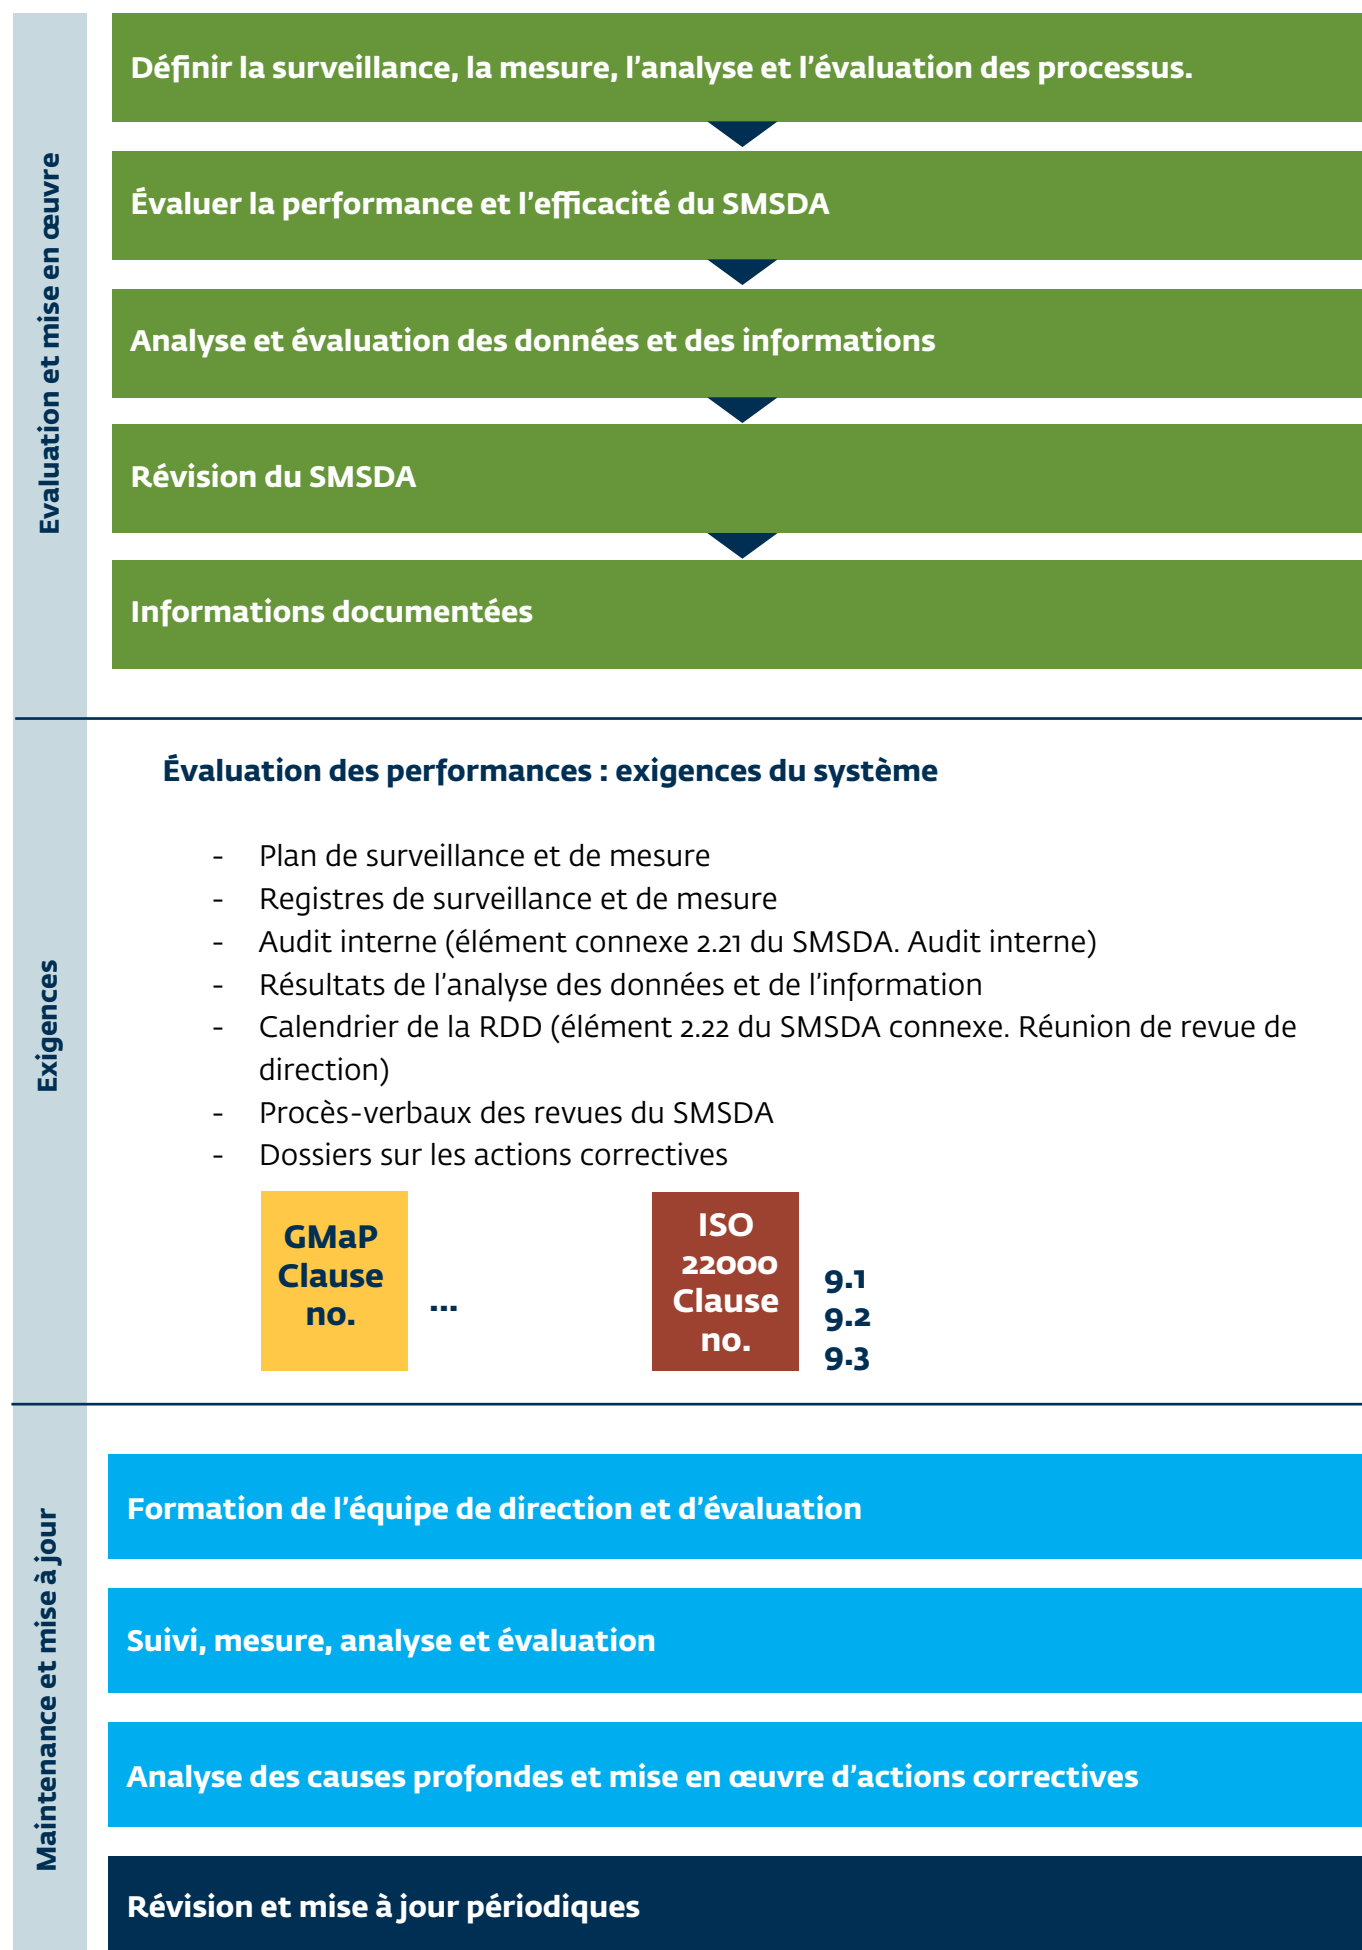 Evaluation et mise en œuvre
Définir la surveillance, la mesure, l'analyse et l'évaluation des processus.
Évaluer la performance et l'efficacité du SMSDA
Analyse et évaluation des données et des informations
Révision du SMSDA
Informations documentées
Exigences
Évaluation des performances : exigences du système
- Plan de surveillance et de mesure
- Registres de surveillance et de mesure
- Audit interne (élément connexe 2.21 du SMSDA. Audit interne)
- Résultats de l'analyse des données et de l'information
- Calendrier de la RDD (élément 2.22 du SMSDA connexe. Réunion de revue de
direction)
- Procès-verbaux des revues du SMSDA
- Dossiers sur les actions correctives
GMaP
Clause
no.
...
ISO
22000
Clause
no.
9.1
9.2
9.3
Maintenance et mise à jour
Formation de l'équipe de direction et d'évaluation
Suivi, mesure, analyse et évaluation
Analyse des causes profondes et mise en œuvre d'actions correctives
Révision et mise à jour périodiques